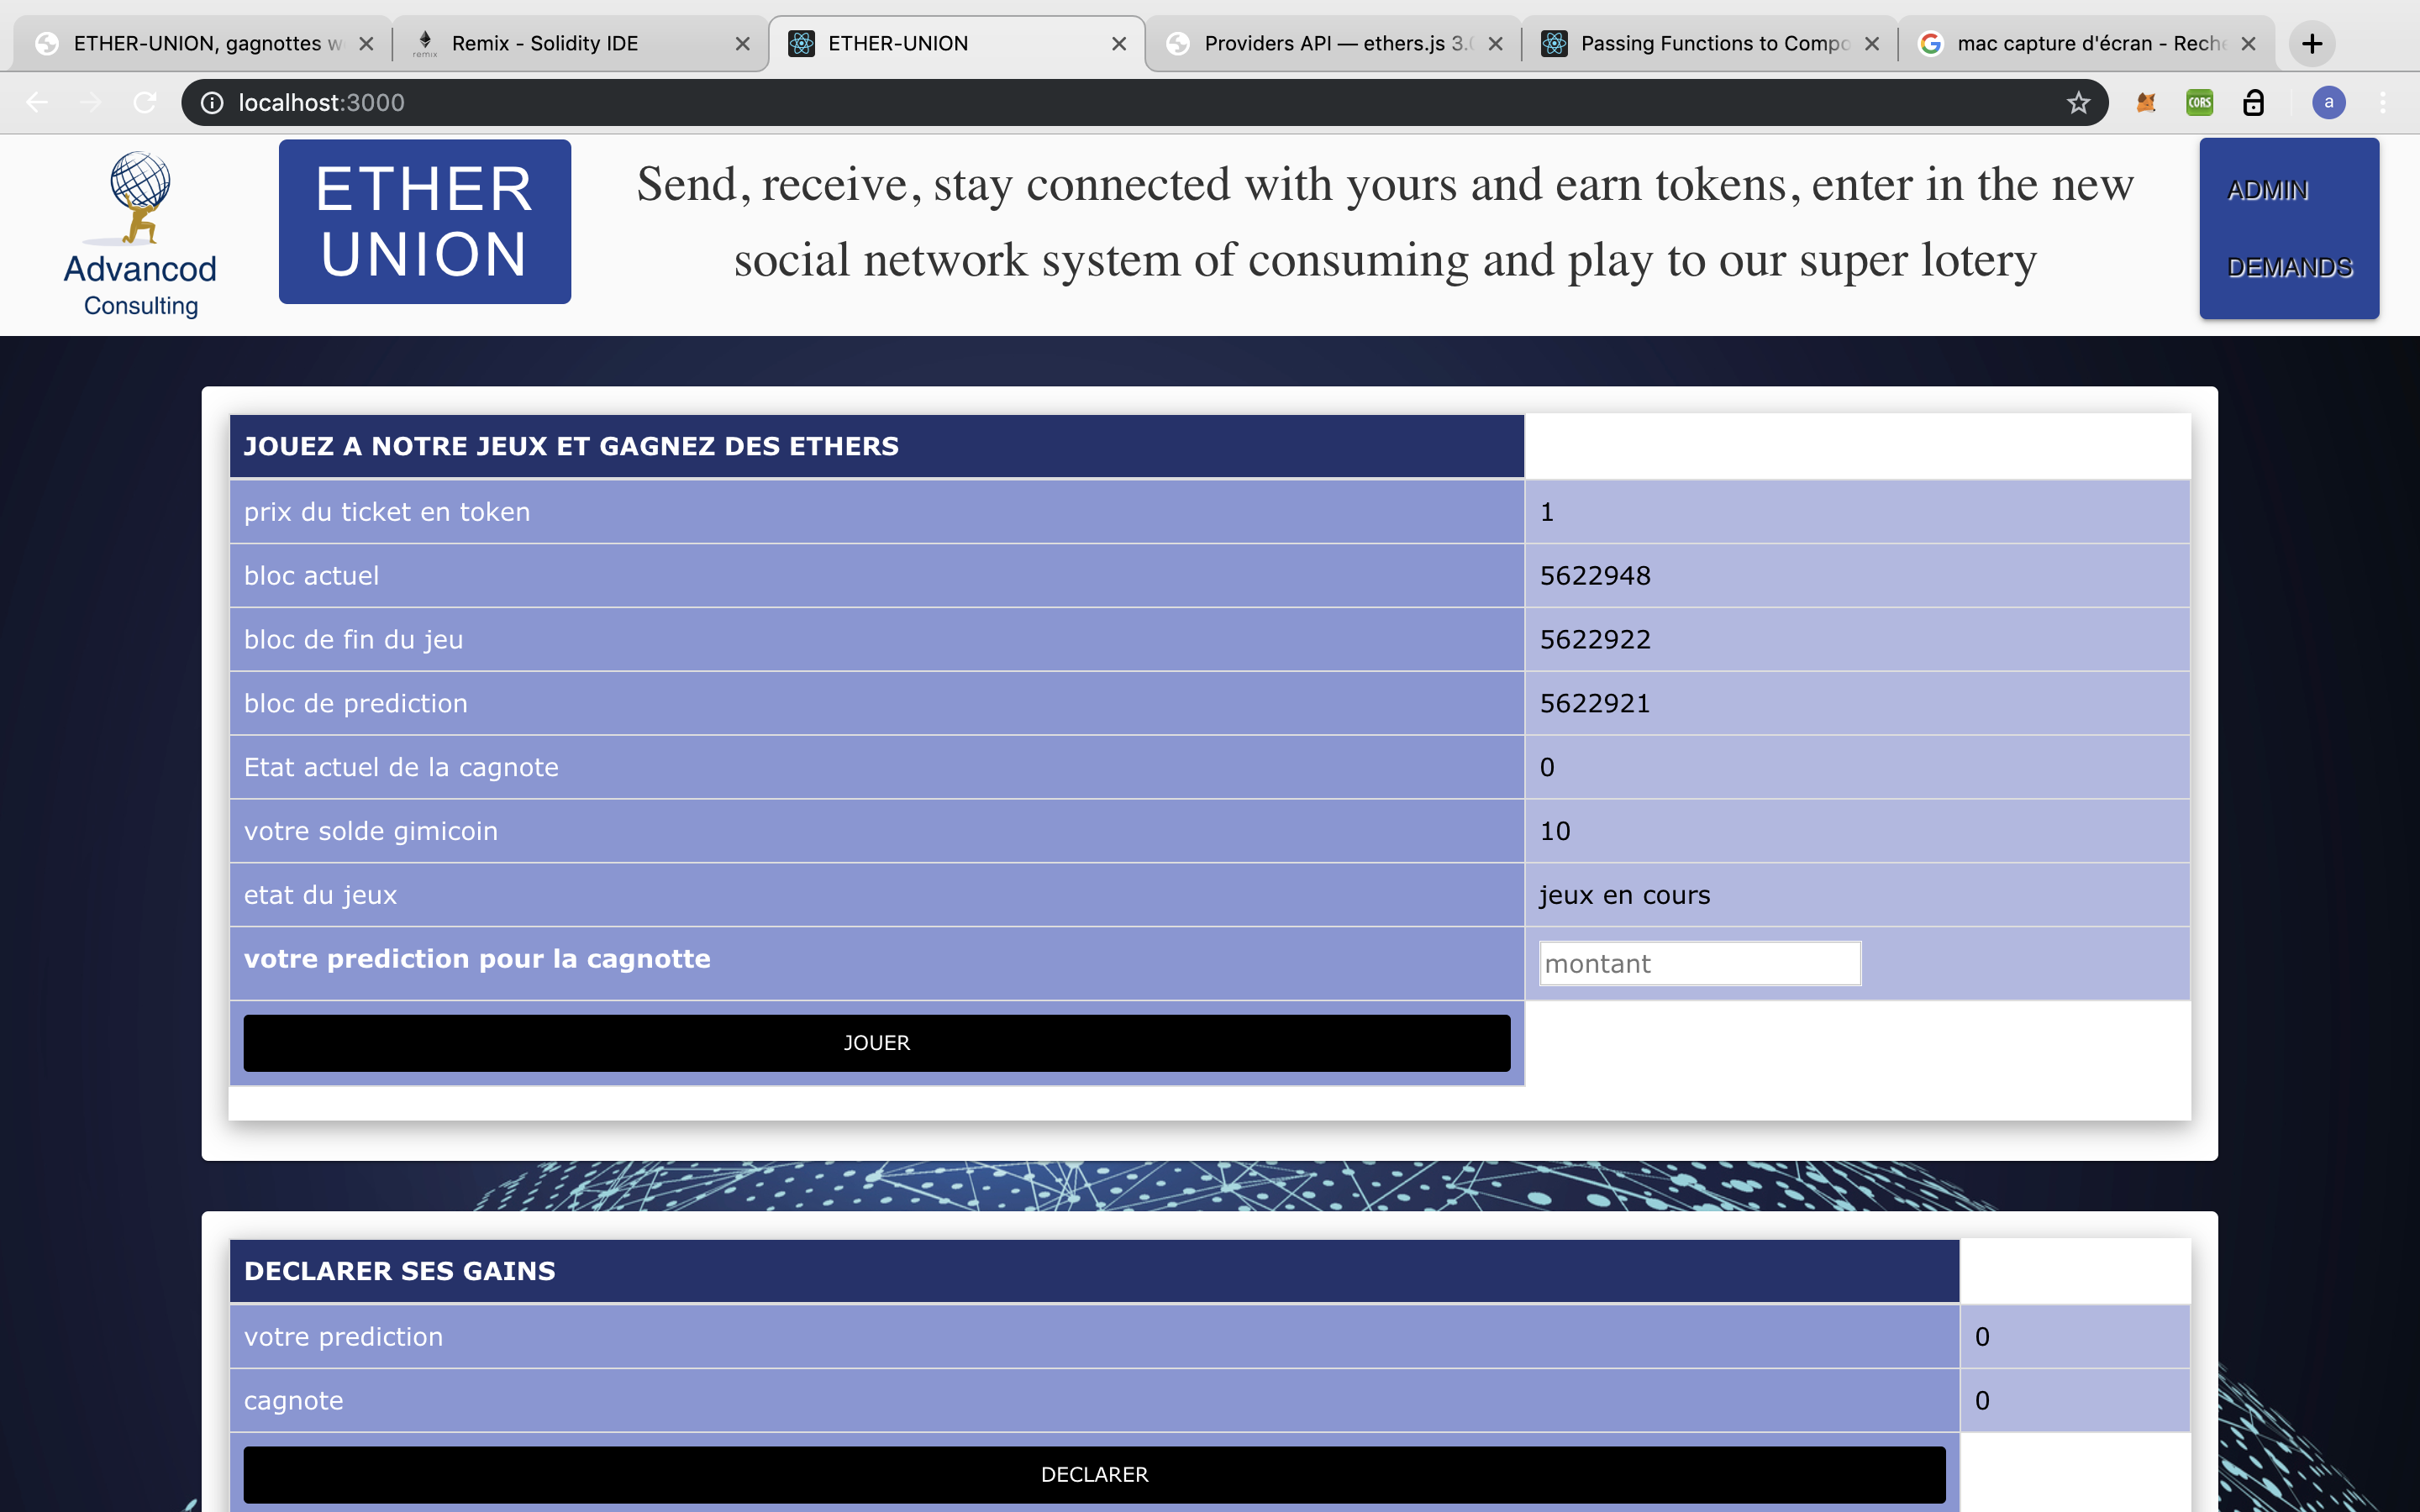 ETHER-UNION, gagnottes w
Remix - Solidity IDE
ETHER-UNION
Providers API — ethers.js 3.0
Passing Functions to Compo
mac capture d'écran - Reche
localhost:3000
CORS
a
remix
Advancod
Consulting
ETHER
UNION
Send, receive, stay connected with yours and earn tokens, enter in the new
social network system of consuming and play to our super lotery
ADMIN
DEMANDS
JOUEZ A NOTRE JEUX ET GAGNEZ DES ETHERS
prix du ticket en token 1
bloc actuel 5622948
bloc de fin du jeu 5622922
bloc de prediction 5622921
Etat actuel de la cagnote 0
votre solde gimicoin 10
etat du jeux jeux en cours
votre prediction pour la cagnotte montant
JOUER
DECLARER SES GAINS
votre prediction 0
cagnote 0
DECLARER